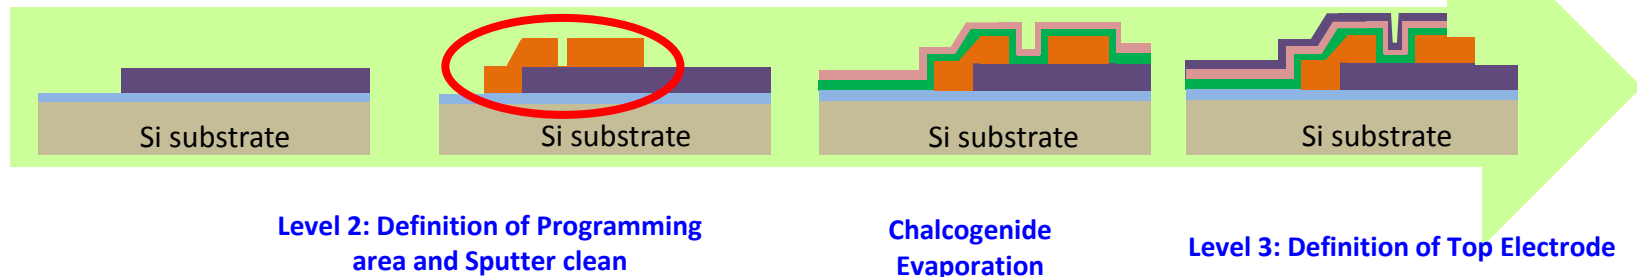 Si substrate
Si substrate
Si substrate
Si substrate
Level 2: Definition of Programming
area and Sputter clean
Chalcogenide
Evaporation
Level 3: Definition of Top Electrode